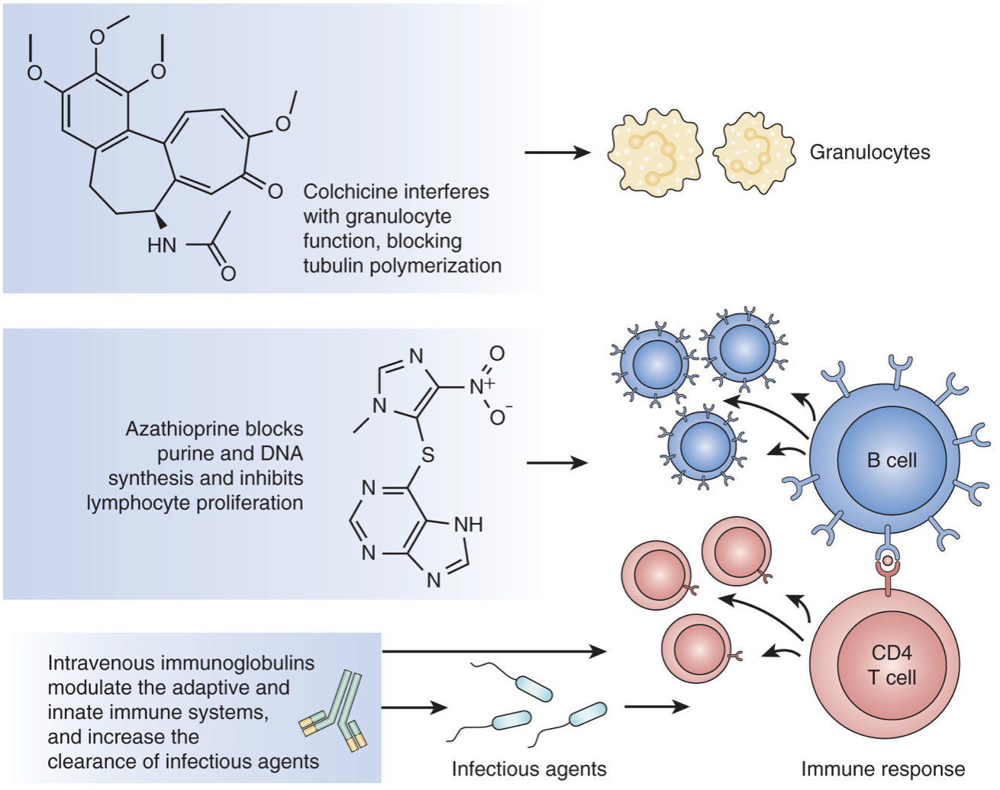 O
O
O
O
O
HN
O
Colchicine interferes
with granulocyte
function, blocking
tubulin polymerization
Granulocytes
Azathioprine blocks
purine and DNA
synthesis and inhibits
lymphocyte proliferation
N
O
N+
N
O-
S
N
NH
N
N
B cell
CD4
T cell
Intravenous immunoglobulins
modulate the adaptive and
innate immune systems,
and increase the
clearance of infectious agents
Infectious agents
Immune response